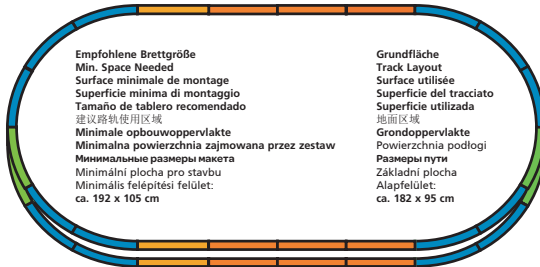 Empfohlene Brettgröße
Min. Space Needed
Surface minimale de montage
Superficie minima di montaggio
Tamaño de tablero recomendado
建议路轨使用区域
Minimale opbouwoppervlakte
Minimalna powierzchnia zajmowana przez zestaw
Минимальные размеры макета
Minimální plocha pro stavbu
Minimális felépítési felület:
ca. 192 x 105 cm
Grundfläche
Track Layout
Surface utilisée
Superficie del tracciato
Superficie utilizada
地面区域
Grondoppervlakte
Powierzchnia podłogi
Размеры пути
Základní plocha
Alapfelület:
ca. 182 x 95 cm